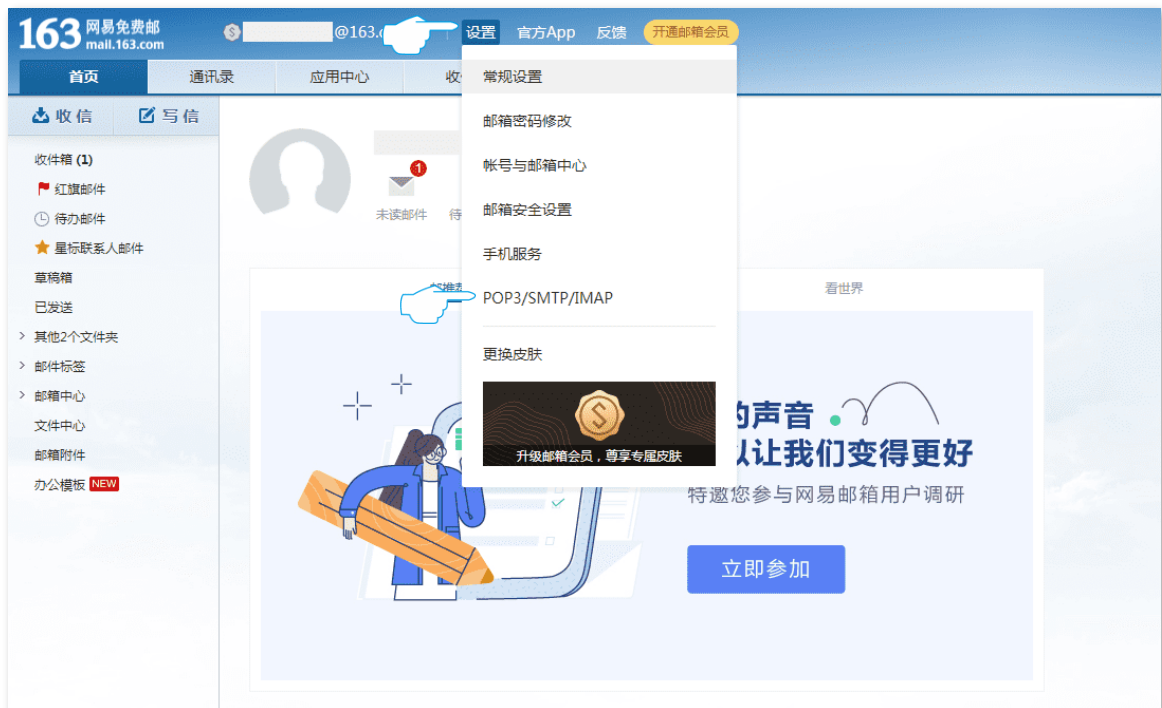 163 网易免费邮
mail.163.com
@163.c
设置 官方App 反馈 开通邮箱会员
首页 通讯录 应用中心 收
收信 写信
收件箱 (1)
红旗邮件
待办邮件
星标联系人邮件
草稿箱
已发送
其他2个文件夹
邮件标签
邮箱中心
文件中心
邮箱附件
办公模板 NEW
1
未读邮件 待
常规设置
邮箱密码修改
帐号与邮箱中心
邮箱安全设置
手机服务
POP3/SMTP/IMAP
更换皮肤
升级邮箱会员，尊享专属皮肤
看世界
的声音
以让我们变得更好
特邀您参与网易邮箱用户调研
立即参加